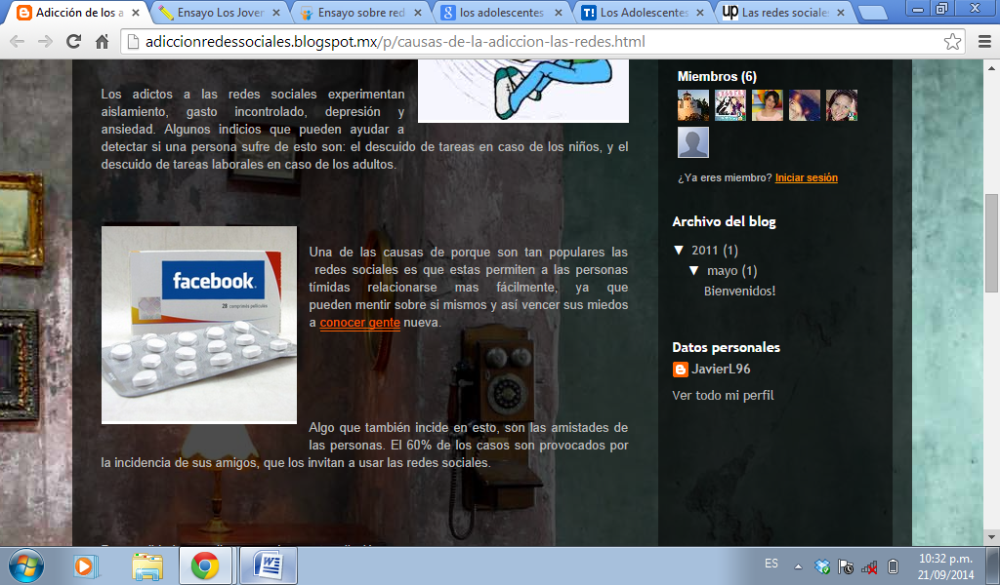 Adicción de los a
Ensayo Los Joven
Ensayo sobre red
los adolescentes
Los Adolescentes
Las redes sociale
adiccionredessociales.blogspot.mx/p/causas-de-la-adiccion-las-redes.html
Los adictos a las redes sociales experimentan
aislamiento, gasto incontrolado, depresión y
ansiedad. Algunos indicios que pueden ayudar a
detectar si una persona sufre de esto son: el descuido de tareas en caso de los niños, y el
descuido de tareas laborales en caso de los adultos.
facebook.
28 comprimidos peliculares
Una de las causas de porque son tan populares las
redes sociales es que estas permiten a las personas
tímidas relacionarse mas fácilmente, ya que
pueden mentir sobre si mismos y así vencer sus miedos
a conocer gente nueva.
Algo que también incide en esto, son las amistades de
las personas. El 60% de los casos son provocados por
la incidencia de sus amigos, que los invitan a usar las redes sociales.
Miembros (6)
¿Ya eres miembro? Iniciar sesión
Archivo del blog
▼ 2011 (1)
▼ mayo (1)
Bienvenidos!
Datos personales
JavierL96
Ver todo mi perfil
ES
10:32 p.m.
21/09/2014